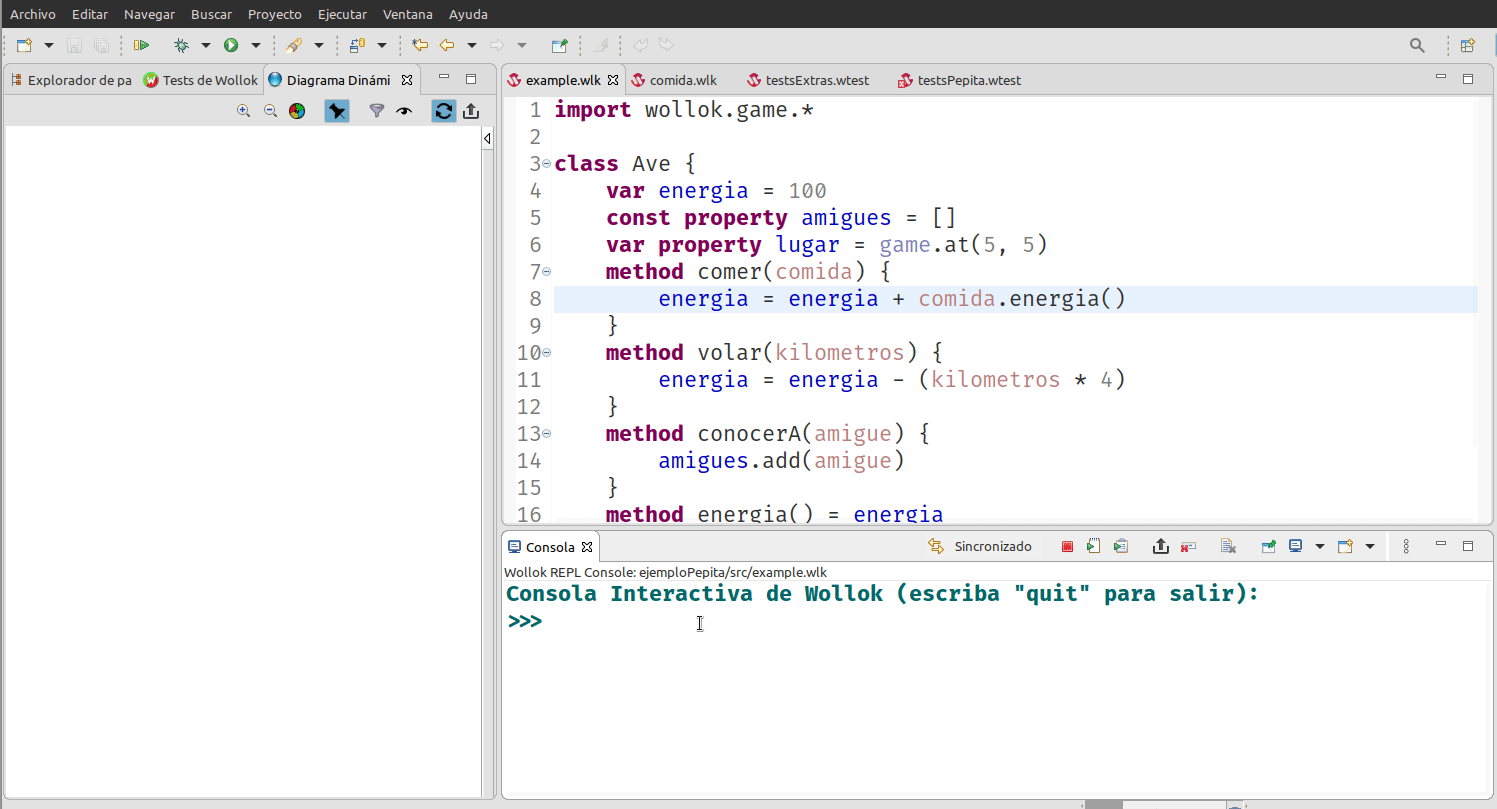 Archivo Editar Navegar Buscar Proyecto Ejecutar Ventana Ayuda
Explorador de pa Tests de Wollok Diagrama Dinámi
example.wlk comida.wlk testsExtras.wtest testsPepita.wtest
1 import wollok.game.*
2
3 class Ave {
4 var energia = 100
5 const property amigues = []
6 var property lugar = game.at(5, 5)
7 method comer(comida) {
8 energia = energia + comida.energia()
9 }
10 method volar(kilometros) {
11 energia = energia - (kilometros * 4)
12 }
13 method conocerA(amigue) {
14 amigues.add(amigue)
15 }
16 method energia() = energia
Consola Sincronizado
Wollok REPL Console: ejemploPepita/src/example.wlk
Consola Interactiva de Wollok (escriba "quit" para salir):
>>>